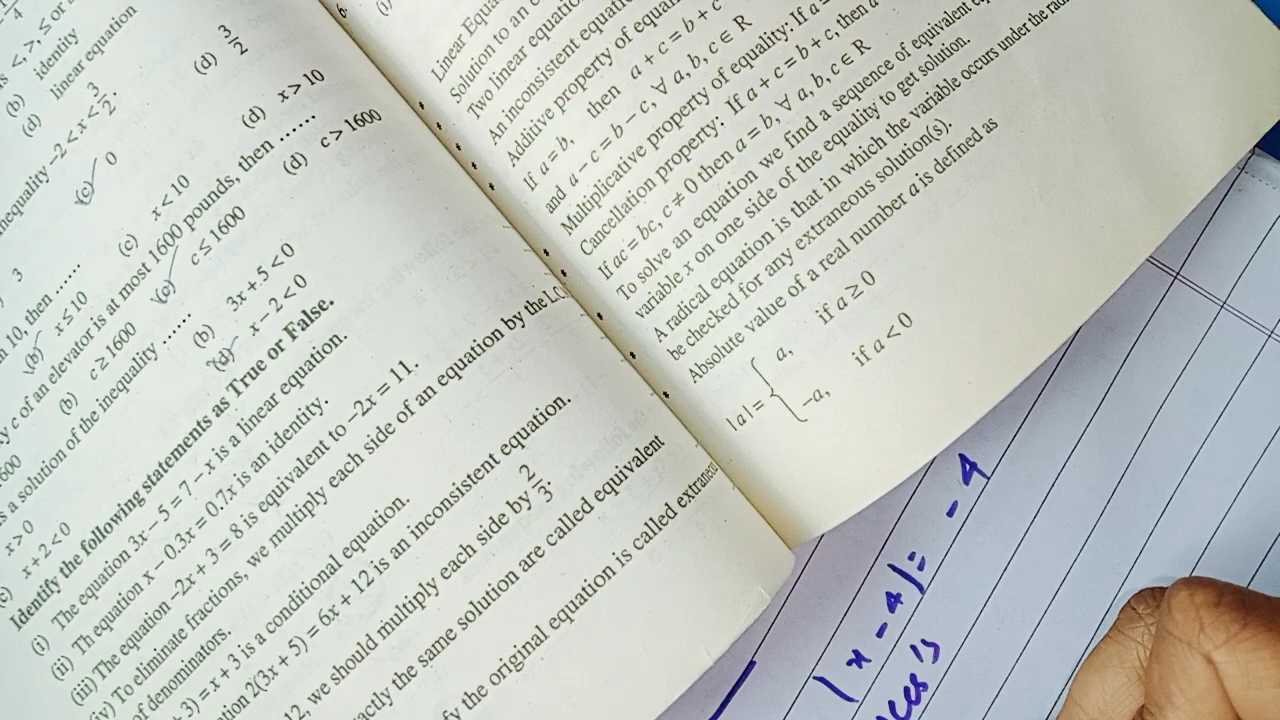 s <, >, ≤ or
(b) identity
(d) linear equation
inequality −2 < x < 3/2.
3 (c) 0 (d) 3/2
10, then ......
(b) x ≤ 10 (c) x < 10 (d) x > 10
c of an elevator is at most 1600 pounds, then ......
(b) c ≥ 1600 (c) c ≤ 1600 (d) c > 1600
a solution of the inequality ......
x > 0 (b) 3x + 5 < 0
(c) x + 2 < 0 (d) x − 2 < 0
Identify the following statements as True or False.
(i) The equation 3x − 5 = 7 − x is a linear equation.
(ii) Th equation x − 0.3x = 0.7x is an identity.
(iii) The equation −2x + 3 = 8 is equivalent to −2x = 11.
(iv) To eliminate fractions, we multiply each side of an equation by the
of denominators.
+ 3) = x + 3 is a conditional equation.
2(3x + 5) = 6x + 12 is an inconsistent equation.
12, we should multiply each side by 2/3.
the same solution are called equivalent
the original equation is called
6.
(i)
Linear
Solution to an
Two linear
An inconsistent
Additive property of
If a = b, then a + c = b + c
and a − c = b − c, ∀ a, b, c ∈ R
Multiplicative property of equality: If a =
Cancellation property: If a + c = b + c, then a
If ac = bc, c ≠ 0 then a = b, ∀ a, b, c ∈ R
To solve an equation we find a sequence of equivalent
variable x on one side of the equality to get solution.
A radical equation is that in which the variable occurs under the
be checked for any extraneous solution(s).
Absolute value of a real number a is defined as
|a| = { a, if a ≥ 0
−a, if a < 0
|x − 4| = − 4